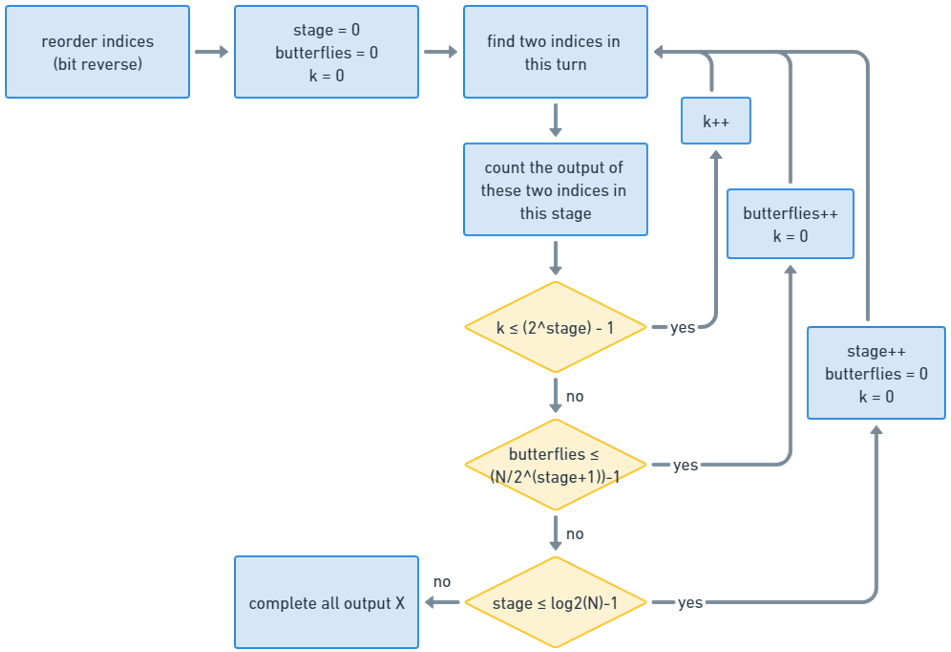 reorder indices
(bit reverse)
stage = 0
butterflies = 0
k = 0
find two indices in
this turn
k++
count the output of
these two indices in
this stage
butterflies++
k = 0
k ≤ (2^stage) - 1
yes
stage++
butterflies = 0
k = 0
no
butterflies ≤
(N/2^(stage+1))-1
yes
no
complete all output X
no
stage ≤ log2(N)-1
yes